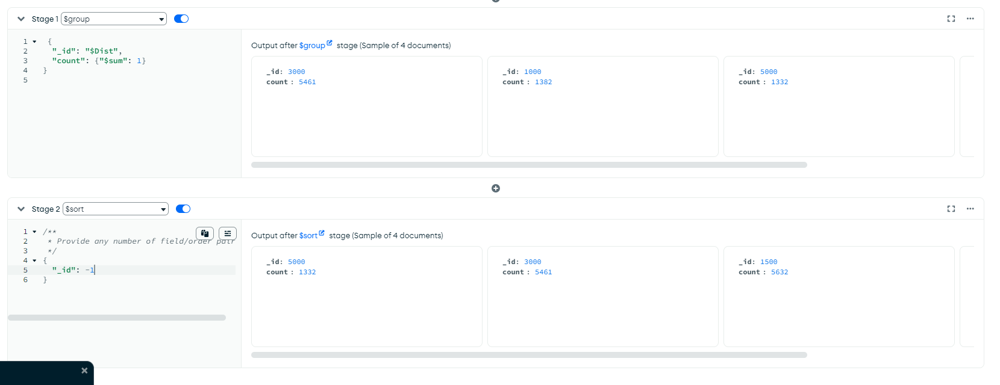 Stage 1 $group
1 {
2 "_id": "$Dist",
3 "count": {"$sum": 1}
4 }
5
Output after $group stage (Sample of 4 documents)
_id: 3000
count : 5461
_id: 1000
count : 1382
_id: 5000
count : 1332
Stage 2 $sort
1 /**
2 * Provide any number of field/order pair
3 */
4 {
5 "_id": -1
6 }
Output after $sort stage (Sample of 4 documents)
_id: 5000
count : 1332
_id: 3000
count : 5461
_id: 1500
count : 5632